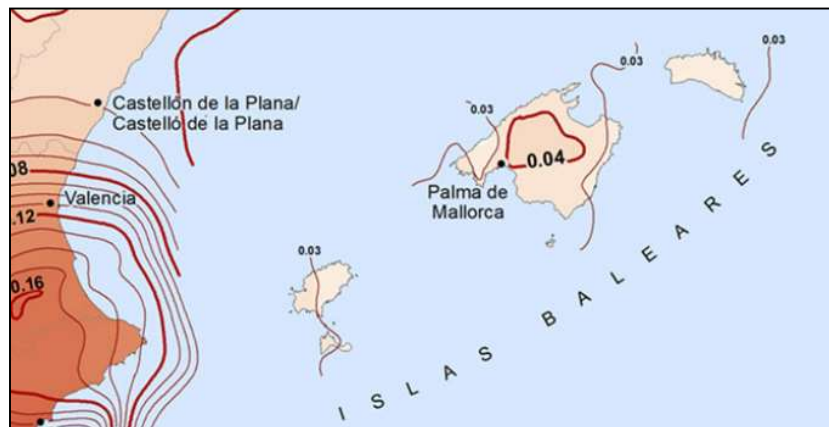 0.03
0.03
Castellón de la Plana/
Castelló de la Plana
0.03
0.04
.08
Palma de
Mallorca
Valencia
0.12
0.03
0.16
ISLAS BALEARES